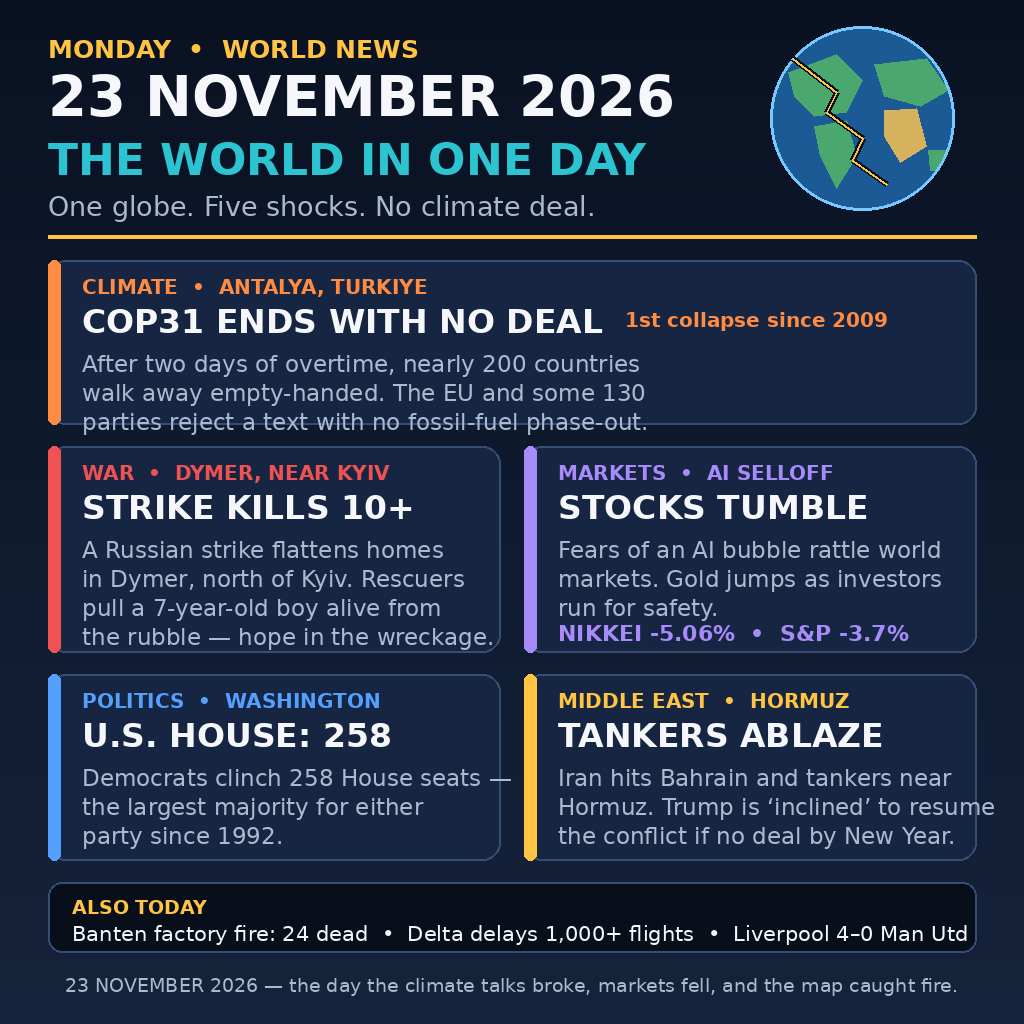 MONDAY • WORLD NEWS
23 NOVEMBER 2026
THE WORLD IN ONE DAY
One globe. Five shocks. No climate deal.
CLIMATE • ANTALYA, TURKIYE
COP31 ENDS WITH NO DEAL 1st collapse since 2009
After two days of overtime, nearly 200 countries
walk away empty-handed. The EU and some 130
parties reject a text with no fossil-fuel phase-out.
WAR • DYMER, NEAR KYIV
STRIKE KILLS 10+
A Russian strike flattens homes
in Dymer, north of Kyiv. Rescuers
pull a 7-year-old boy alive from
the rubble — hope in the wreckage.
MARKETS • AI SELLOFF
STOCKS TUMBLE
Fears of an AI bubble rattle world
markets. Gold jumps as investors
run for safety.
NIKKEI -5.06% • S&P -3.7%
POLITICS • WASHINGTON
U.S. HOUSE: 258
Democrats clinch 258 House seats —
the largest majority for either
party since 1992.
MIDDLE EAST • HORMUZ
TANKERS ABLAZE
Iran hits Bahrain and tankers near
Hormuz. Trump is ‘inclined’ to resume
the conflict if no deal by New Year.
ALSO TODAY
Banten factory fire: 24 dead • Delta delays 1,000+ flights • Liverpool 4–0 Man Utd
23 NOVEMBER 2026 — the day the climate talks broke, markets fell, and the map caught fire.